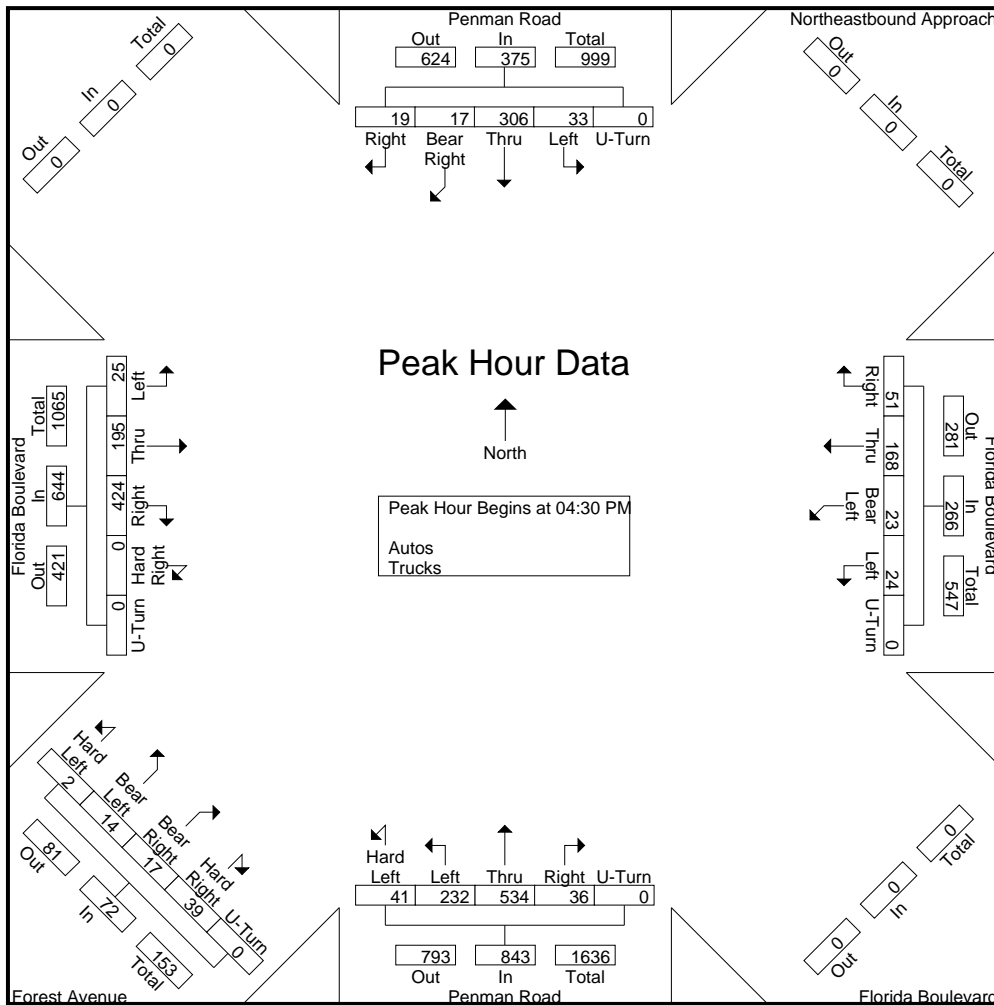 Penman Road
Out In Total
624 375 999
19 17 306 33 0
Right Bear Right Thru Left U-Turn
Northeastbound Approach
Out In Total
0 0 0
Total In Out
0 0 0
Peak Hour Data
North
Peak Hour Begins at 04:30 PM
Autos
Trucks
Florida Boulevard
Total In Out
1065 644 421
25 195 424 0 0
Left Thru Right Hard Right U-Turn
Florida Boulevard
Out In Total
281 266 547
51 168 23 24 0
Right Thru Bear Left Left U-Turn
Hard Left Bear Left Bear Right Hard Right U-Turn
2 14 17 39 0
81 72 153
Out In Total
Forest Avenue
Hard Left Left Thru Right U-Turn
41 232 534 36 0
793 843 1636
Out In Total
Penman Road
0 0 0
Total In Out
Florida Boulevard